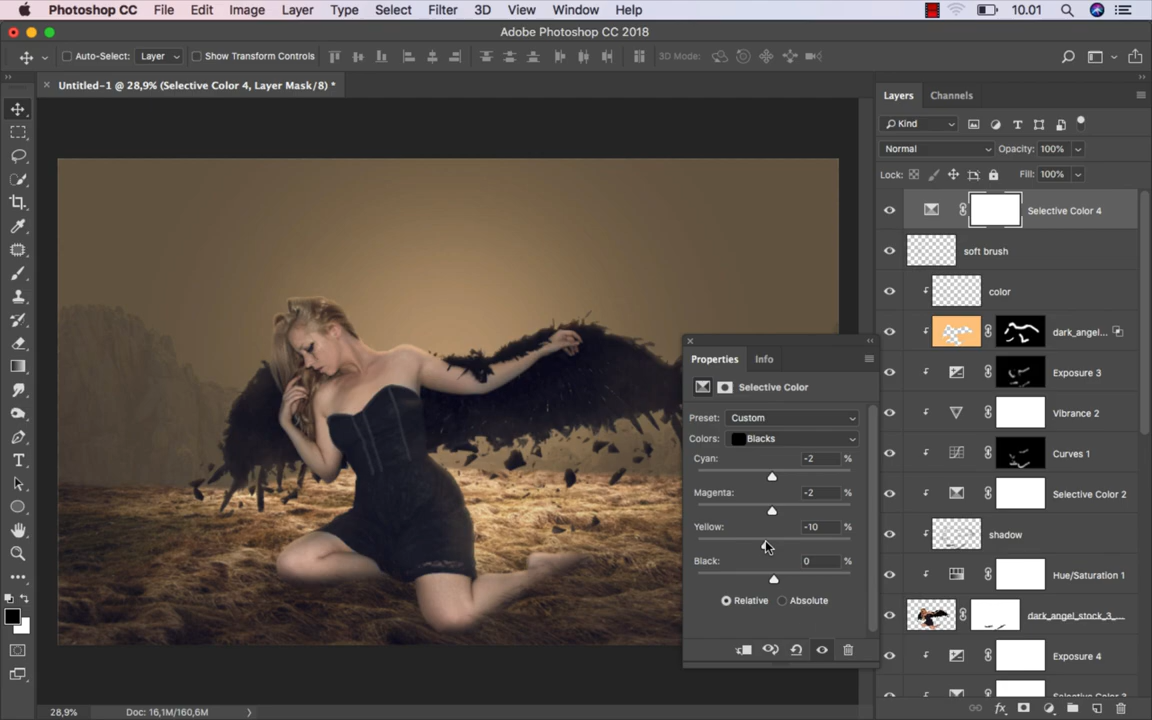 Photoshop CC File Edit Image Layer Type Select Filter 3D View Window Help 10.01
Adobe Photoshop CC 2018
Auto-Select: Layer Show Transform Controls 3D Mode:
Untitled-1 @ 28,9% (Selective Color 4, Layer Mask/8) *
Layers Channels
Kind
Normal Opacity: 100%
Lock: Fill: 100%
Selective Color 4
soft brush
color
dark_angel...
Exposure 3
Vibrance 2
Curves 1
Selective Color 2
shadow
Hue/Saturation 1
dark_angel_stock_3_
Exposure 4
Selective Color 3
Properties Info
Selective Color
Preset: Custom
Colors: Blacks
Cyan: -2 %
Magenta: -2 %
Yellow: -10 %
Black: 0 %
Relative Absolute
28,9% Doc: 16,1M/160,6M